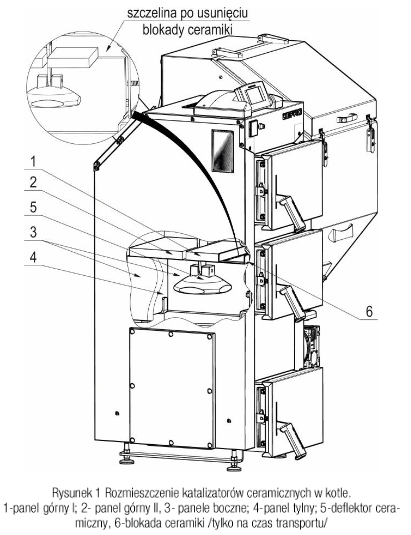 szczelina po usunięciu
blokady ceramiki
1
2
5
3
4
6
Rysunek 1 Rozmieszczenie katalizatorów ceramicznych w kotle.
1-panel górny I; 2- panel górny II, 3- panele boczne; 4-panel tylny; 5-deflektor cera-
miczny, 6-blokada ceramiki /tylko na czas transportu/